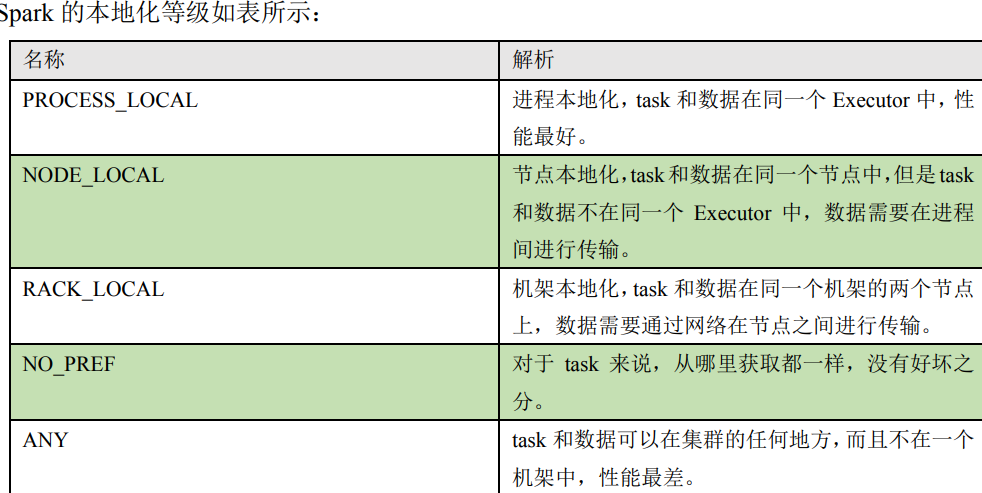 Spark 的本地化等级如表所示：
名称
解析
PROCESS_LOCAL
进程本地化，task 和数据在同一个 Executor 中，性
能最好。
NODE_LOCAL
节点本地化，task 和数据在同一个节点中，但是 task
和数据不在同一个 Executor 中，数据需要在进程
间进行传输。
RACK_LOCAL
机架本地化，task 和数据在同一个机架的两个节点
上，数据需要通过网络在节点之间进行传输。
NO_PREF
对于 task 来说，从哪里获取都一样，没有好坏之
分。
ANY
task 和数据可以在集群的任何地方，而且不在一个
机架中，性能最差。